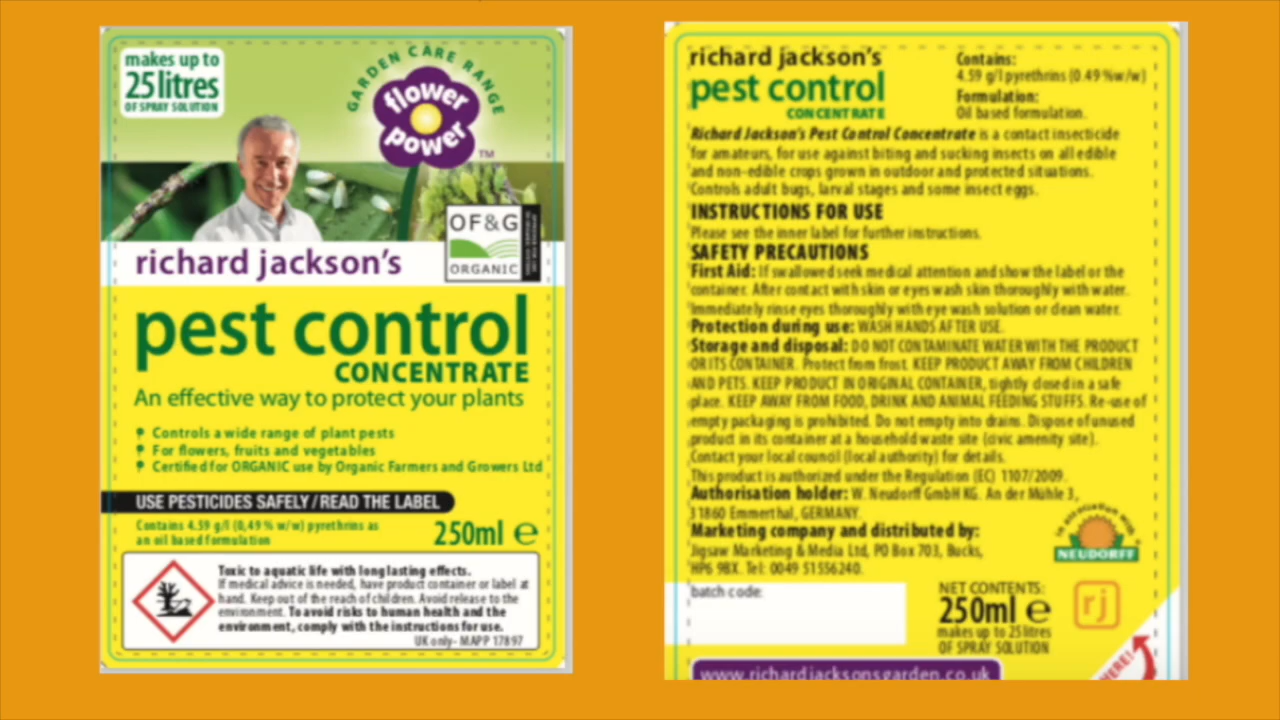 makes up to
25 litres
OF SPRAY SOLUTION
GARDEN CARE RANGE
flower
power
TM
OF&G
ORGANIC
richard jackson's
pest control
CONCENTRATE
An effective way to protect your plants
Controls a wide range of plant pests
For flowers, fruits and vegetables
Certified for ORGANIC use by Organic Farmers and Growers Ltd
USE PESTICIDES SAFELY / READ THE LABEL
Contains 4.59 g/l (0,49 % w/w) pyrethrins as
an oil based formulation
250ml e
Toxic to aquatic life with long lasting effects.
If medical advice is needed, have product container or label at
hand. Keep out of the reach of children. Avoid release to the
environment. To avoid risks to human health and the
environment, comply with the instructions for use.
UK only- MAPP 17897
richard jackson's
pest control
CONCENTRATE
Contains:
4.59 g/l pyrethrins (0.49 %w/w)
Formulation:
Oil based formulation.
Richard Jackson's Pest Control Concentrate is a contact insecticide
for amateurs, for use against biting and sucking insects on all edible
and non-edible crops grown in outdoor and protected situations.
Controls adult bugs, larval stages and some insect eggs.
INSTRUCTIONS FOR USE
Please see the inner label for further instructions.
SAFETY PRECAUTIONS
First Aid: If swallowed seek medical attention and show the label or the
container. After contact with skin or eyes wash skin thoroughly with water.
Immediately rinse eyes thoroughly with eye wash solution or clean water.
Protection during use: WASH HANDS AFTER USE.
Storage and disposal: DO NOT CONTAMINATE WATER WITH THE PRODUCT
OR ITS CONTAINER. Protect from frost. KEEP PRODUCT AWAY FROM CHILDREN
AND PETS. KEEP PRODUCT IN ORIGINAL CONTAINER, tightly closed in a safe
place. KEEP AWAY FROM FOOD, DRINK AND ANIMAL FEEDING STUFFS. Re-use of
empty packaging is prohibited. Do not empty into drains. Dispose of unused
product in its container at a household waste site (civic amenity site).
Contact your local council (local authority) for details.
This product is authorized under the Regulation (EC) 1107/2009.
Authorisation holder: W. Neudorff GmbH KG. An der Mühle 3,
31860 Emmerthal, GERMANY.
Marketing company and distributed by:
Jigsaw Marketing & Media Ltd, PO Box 703, Bucks,
HP6 9BX. Tel: 0049 51556240.
in association with
NEUDORFF
batch code:
NET CONTENTS:
250ml e
makes up to 25 litres
OF SPRAY SOLUTION
rj
HERE!
www.richardjacksonsgarden.co.uk